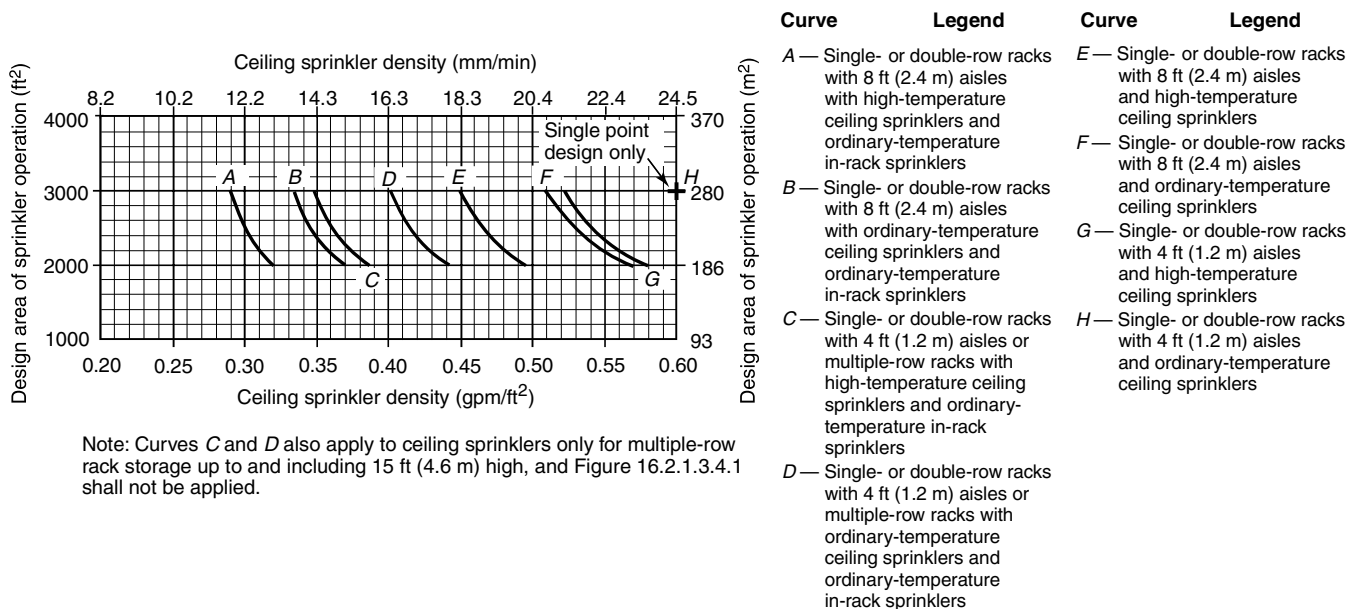 Ceiling sprinkler density (mm/min)
8.2 10.2 12.2 14.3 16.3 18.3 20.4 22.4 24.5
Design area of sprinkler operation (ft²)
4000
3000
2000
1000
370
280
186
93
Design area of sprinkler operation (m²)
Single point
design only
A B D E F H
C G
0.20 0.30 0.35 0.40 0.45 0.50 0.55 0.60
Ceiling sprinkler density (gpm/ft²)
Note: Curves C and D also apply to ceiling sprinklers only for multiple-row
rack storage up to and including 15 ft (4.6 m) high, and Figure 16.2.1.3.4.1
shall not be applied.
Curve Legend
A — Single- or double-row racks
with 8 ft (2.4 m) aisles
with high-temperature
ceiling sprinklers and
ordinary-temperature
in-rack sprinklers
B — Single- or double-row racks
with 8 ft (2.4 m) aisles
with ordinary-temperature
ceiling sprinklers and
ordinary-temperature
in-rack sprinklers
C — Single- or double-row racks
with 4 ft (1.2 m) aisles or
multiple-row racks with
high-temperature ceiling
sprinklers and ordinary-
temperature in-rack
sprinklers
D — Single- or double-row racks
with 4 ft (1.2 m) aisles or
multiple-row racks with
ordinary-temperature
ceiling sprinklers and
ordinary-temperature
in-rack sprinklers
Curve Legend
E — Single- or double-row racks
with 8 ft (2.4 m) aisles
and high-temperature
ceiling sprinklers
F — Single- or double-row racks
with 8 ft (2.4 m) aisles
and ordinary-temperature
ceiling sprinklers
G — Single- or double-row racks
with 4 ft (1.2 m) aisles
and high-temperature
ceiling sprinklers
H — Single- or double-row racks
with 4 ft (1.2 m) aisles
and ordinary-temperature
ceiling sprinklers